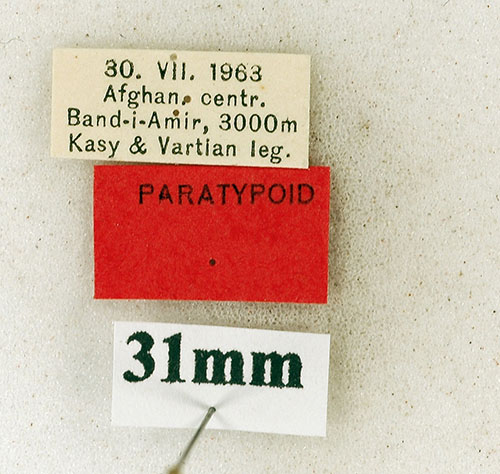 30. VII. 1963
Afghan. centr.
Band-i-Amir, 3000m
Kasy & Vartian leg.
PARATYPOID
31mm